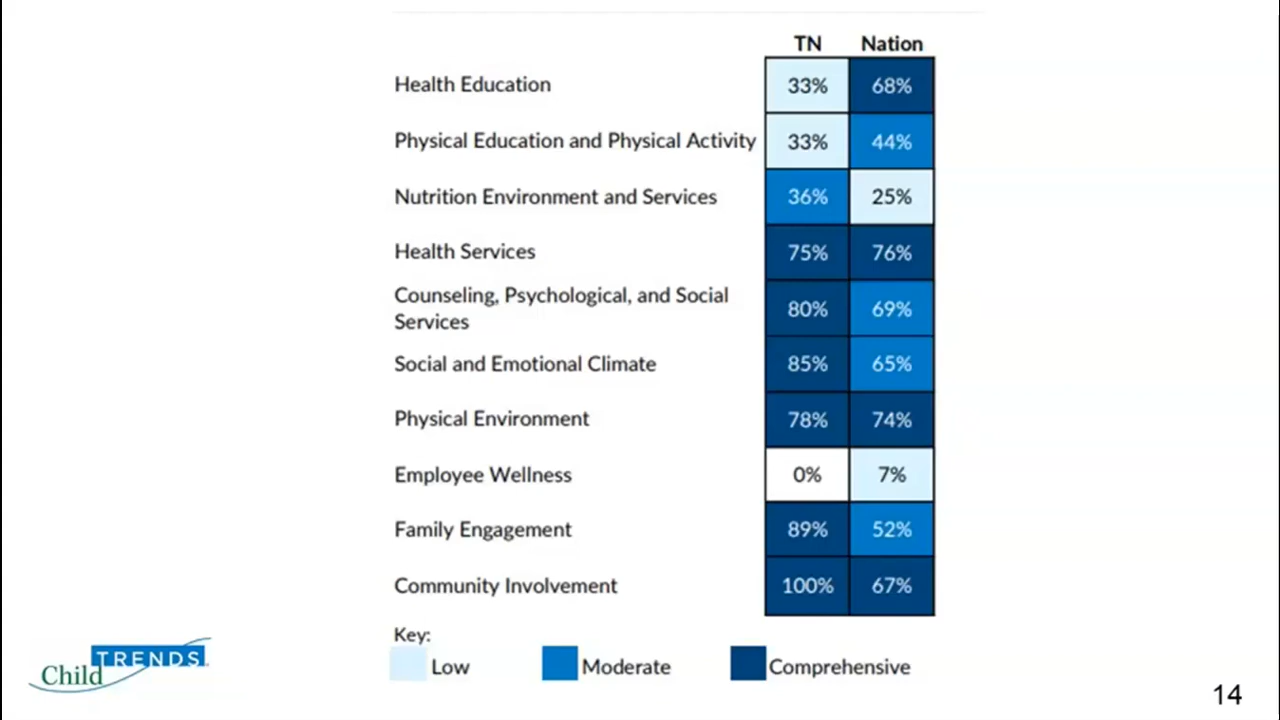 TN Nation
Health Education 33% 68%
Physical Education and Physical Activity 33% 44%
Nutrition Environment and Services 36% 25%
Health Services 75% 76%
Counseling, Psychological, and Social
Services 80% 69%
Social and Emotional Climate 85% 65%
Physical Environment 78% 74%
Employee Wellness 0% 7%
Family Engagement 89% 52%
Community Involvement 100% 67%
Key:
Low Moderate Comprehensive
Child TRENDS
14